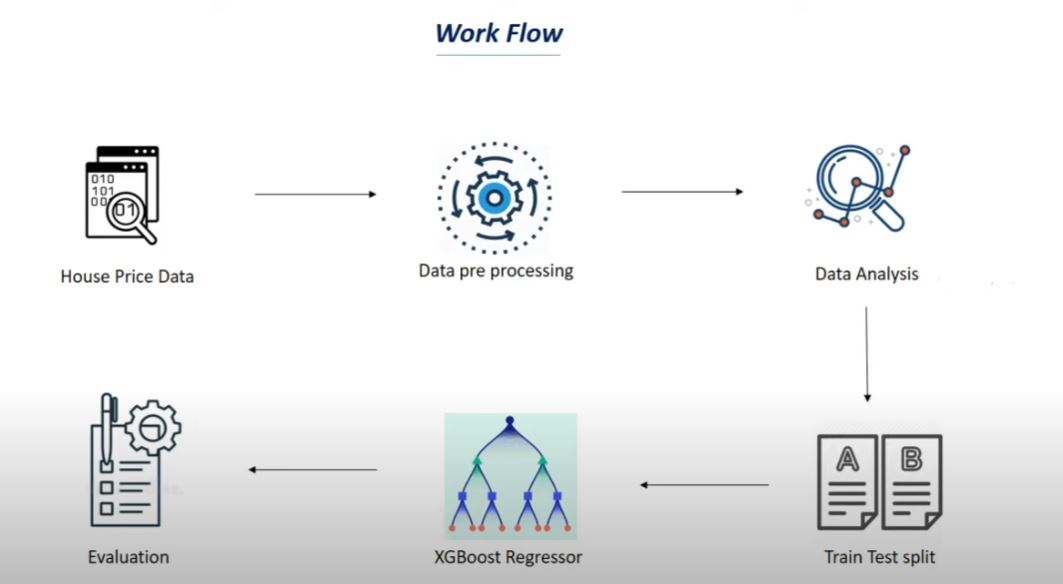 Work Flow
010
101
001
01
House Price Data
Data pre processing
Data Analysis
A
B
Train Test split
XGBoost Regressor
Evaluation